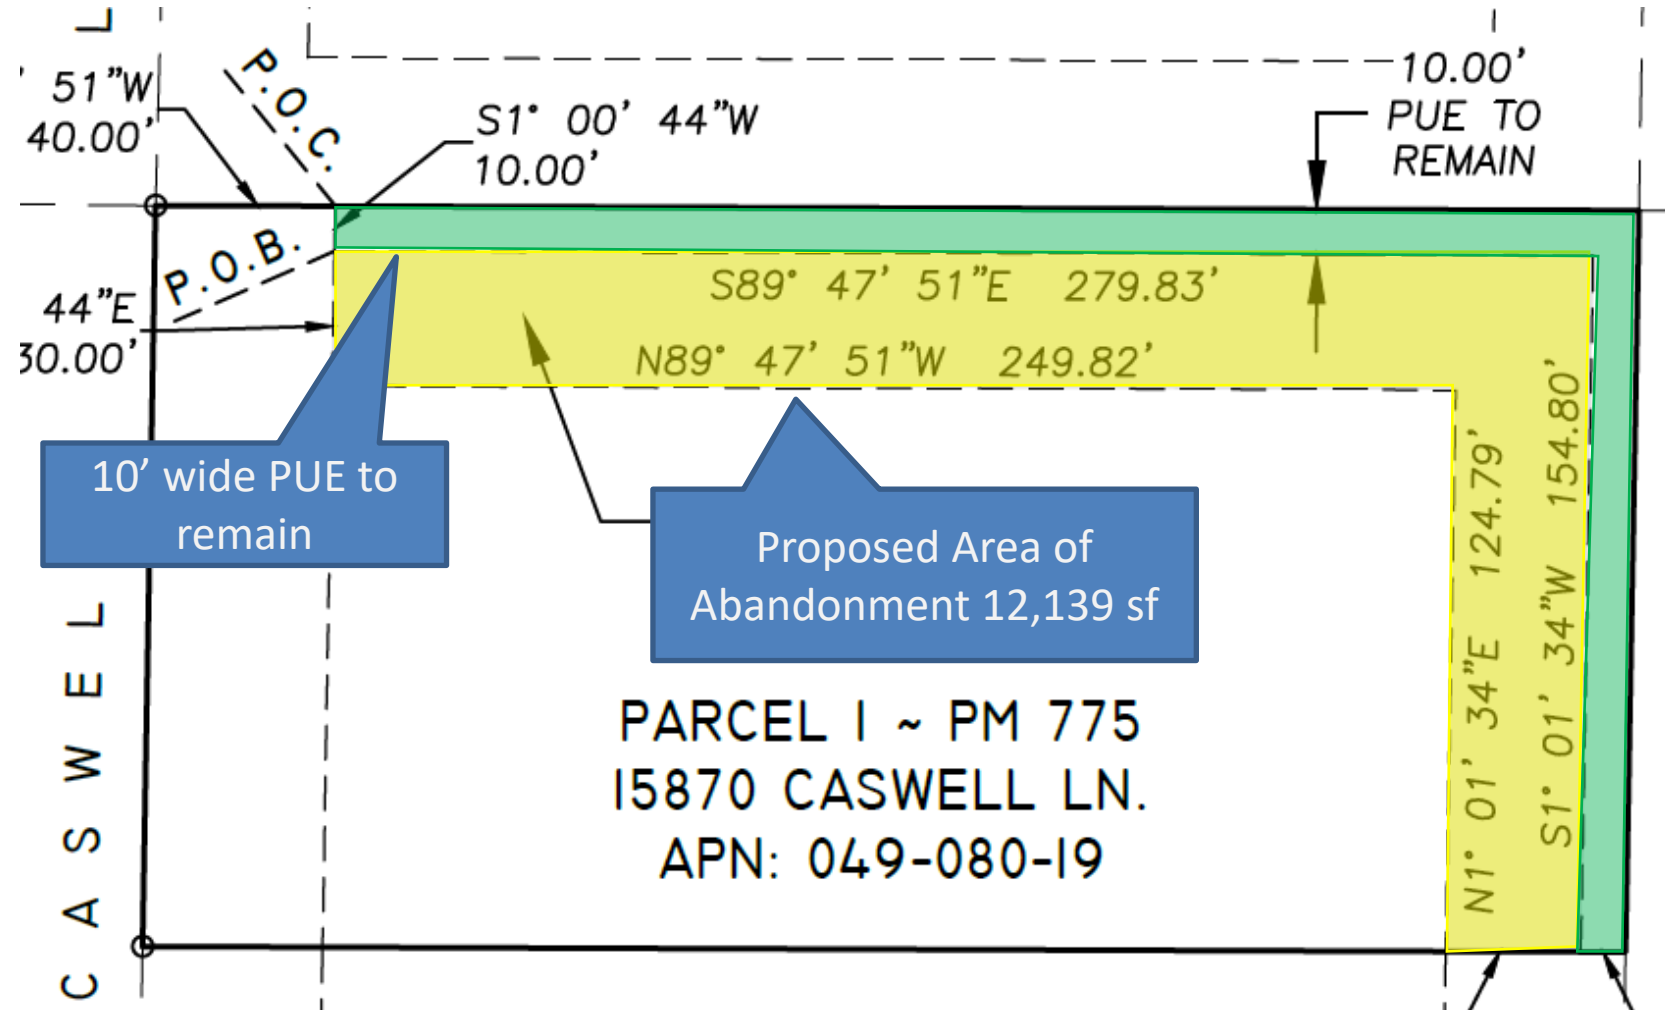 L
51"W
40.00'
P.O.C.
S1° 00' 44"W
10.00'
10.00'
PUE TO
REMAIN
P.O.B.
44"E
30.00'
S89° 47' 51"E 279.83'
N89° 47' 51"W 249.82'
10' wide PUE to
remain
Proposed Area of
Abandonment 12,139 sf
N1° 01' 34"E 124.79'
S1° 01' 34"W 154.80'
PARCEL 1 ~ PM 775
15870 CASWELL LN.
APN: 049-080-19
CASWEL